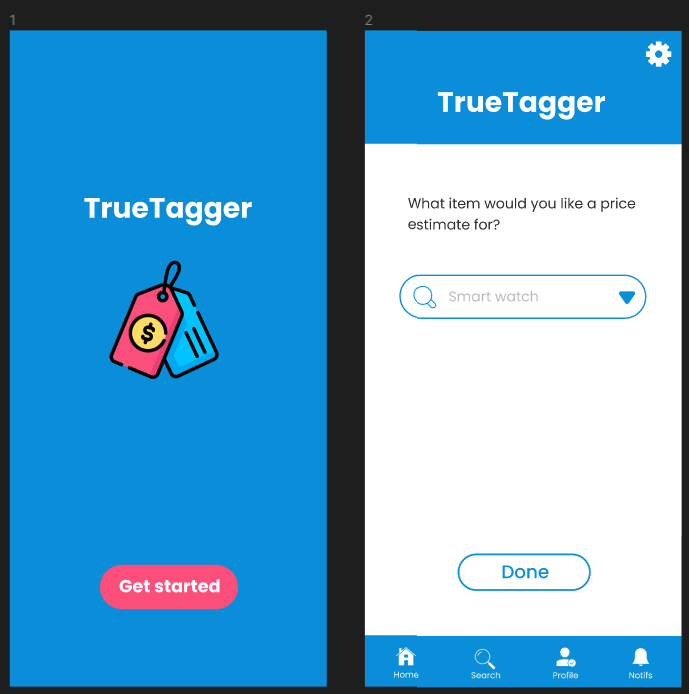 1
TrueTagger
$
Get started
2
TrueTagger
What item would you like a price
estimate for?
Smart watch
Done
Home
Search
Profile
Notifs